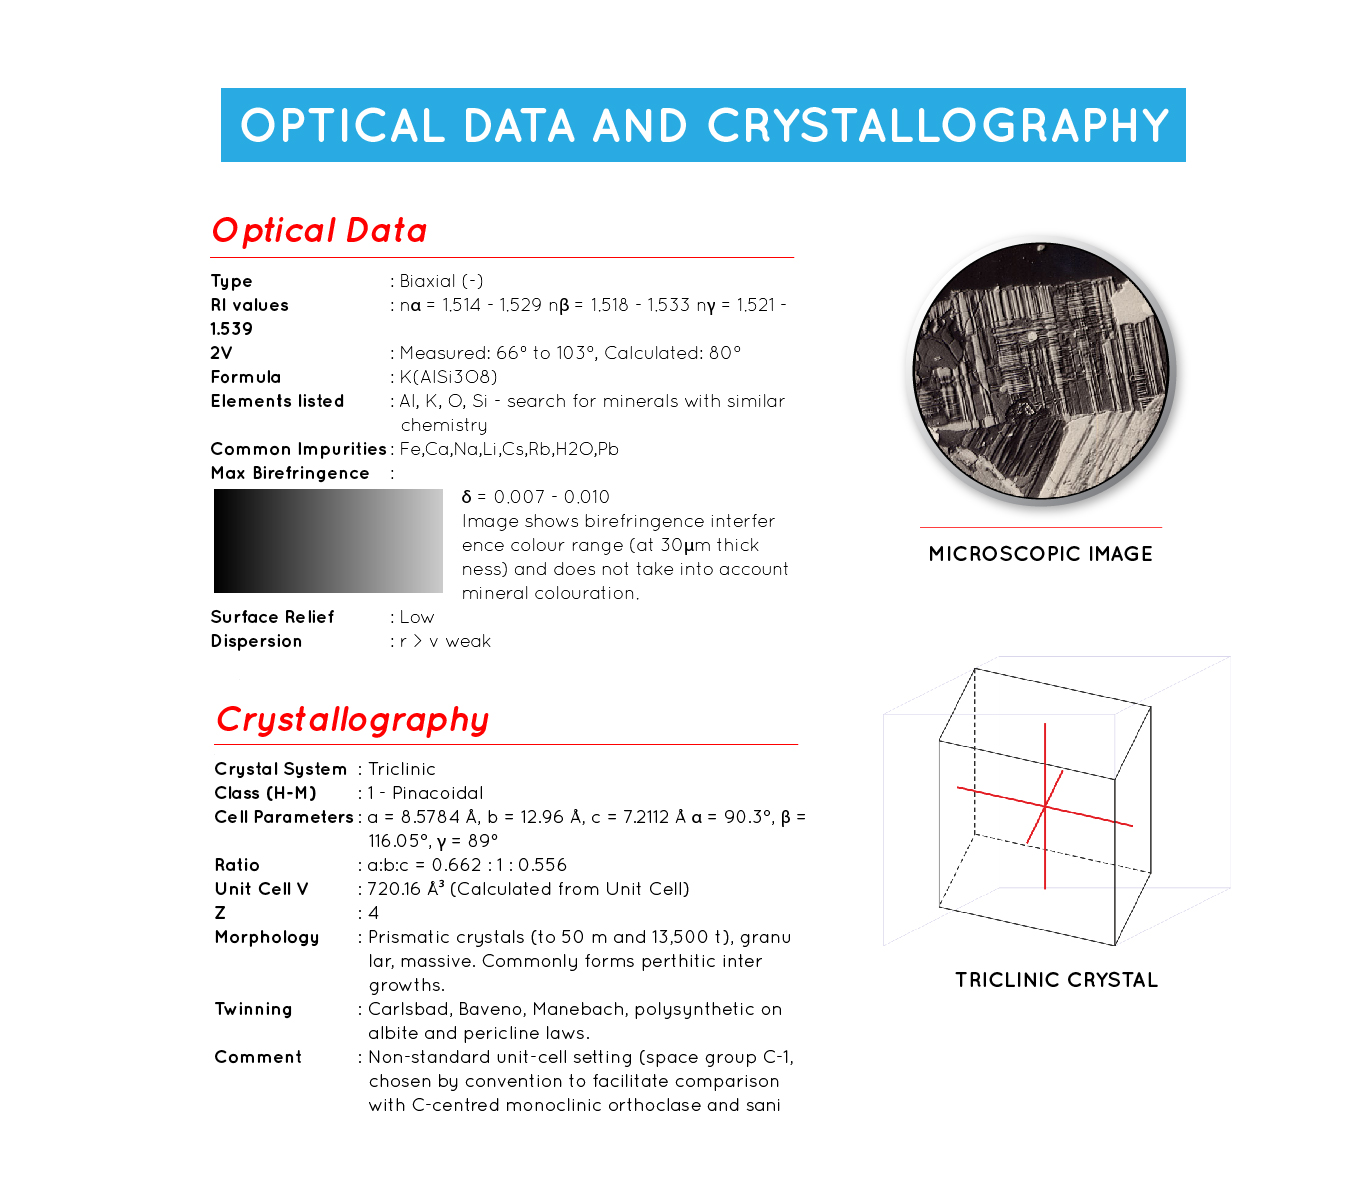 OPTICAL DATA AND CRYSTALLOGRAPHY
Optical Data
Type : Biaxial (-)
RI values : nα = 1.514 - 1.529 nβ = 1.518 - 1.533 nγ = 1.521 -
1.539
2V : Measured: 66° to 103°, Calculated: 80°
Formula : K(AlSi3O8)
Elements listed : Al, K, O, Si - search for minerals with similar
chemistry
Common Impurities : Fe,Ca,Na,Li,Cs,Rb,H2O,Pb
Max Birefringence :
δ = 0.007 - 0.010
Image shows birefringence interfer
ence colour range (at 30µm thick
ness) and does not take into account
mineral colouration.
Surface Relief : Low
Dispersion : r > v weak
MICROSCOPIC IMAGE
Crystallography
Crystal System : Triclinic
Class (H-M) : 1 - Pinacoidal
Cell Parameters : a = 8.5784 Å, b = 12.96 Å, c = 7.2112 Å α = 90.3°, β =
116.05°, γ = 89°
Ratio : a:b:c = 0.662 : 1 : 0.556
Unit Cell V : 720.16 Å³ (Calculated from Unit Cell)
Z : 4
Morphology : Prismatic crystals (to 50 m and 13,500 t), granu
lar, massive. Commonly forms perthitic inter
growths.
Twinning : Carlsbad, Baveno, Manebach, polysynthetic on
albite and pericline laws.
Comment : Non-standard unit-cell setting (space group C-1,
chosen by convention to facilitate comparison
with C-centred monoclinic orthoclase and sani
TRICLINIC CRYSTAL